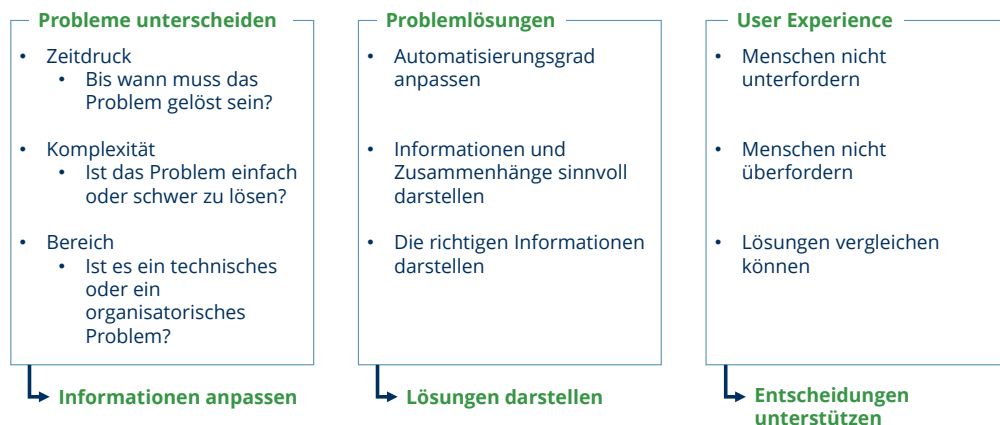 Probleme unterscheiden
• Zeitdruck
• Bis wann muss das
Problem gelöst sein?
• Komplexität
• Ist das Problem einfach
oder schwer zu lösen?
• Bereich
• Ist es ein technisches
oder ein
organisatorisches
Problem?
Informationen anpassen
Problemlösungen
• Automatisierungsgrad
anpassen
• Informationen und
Zusammenhänge sinnvoll
darstellen
• Die richtigen Informationen
darstellen
Lösungen darstellen
User Experience
• Menschen nicht
unterfordern
• Menschen nicht
überfordern
• Lösungen vergleichen
können
Entscheidungen
unterstützen